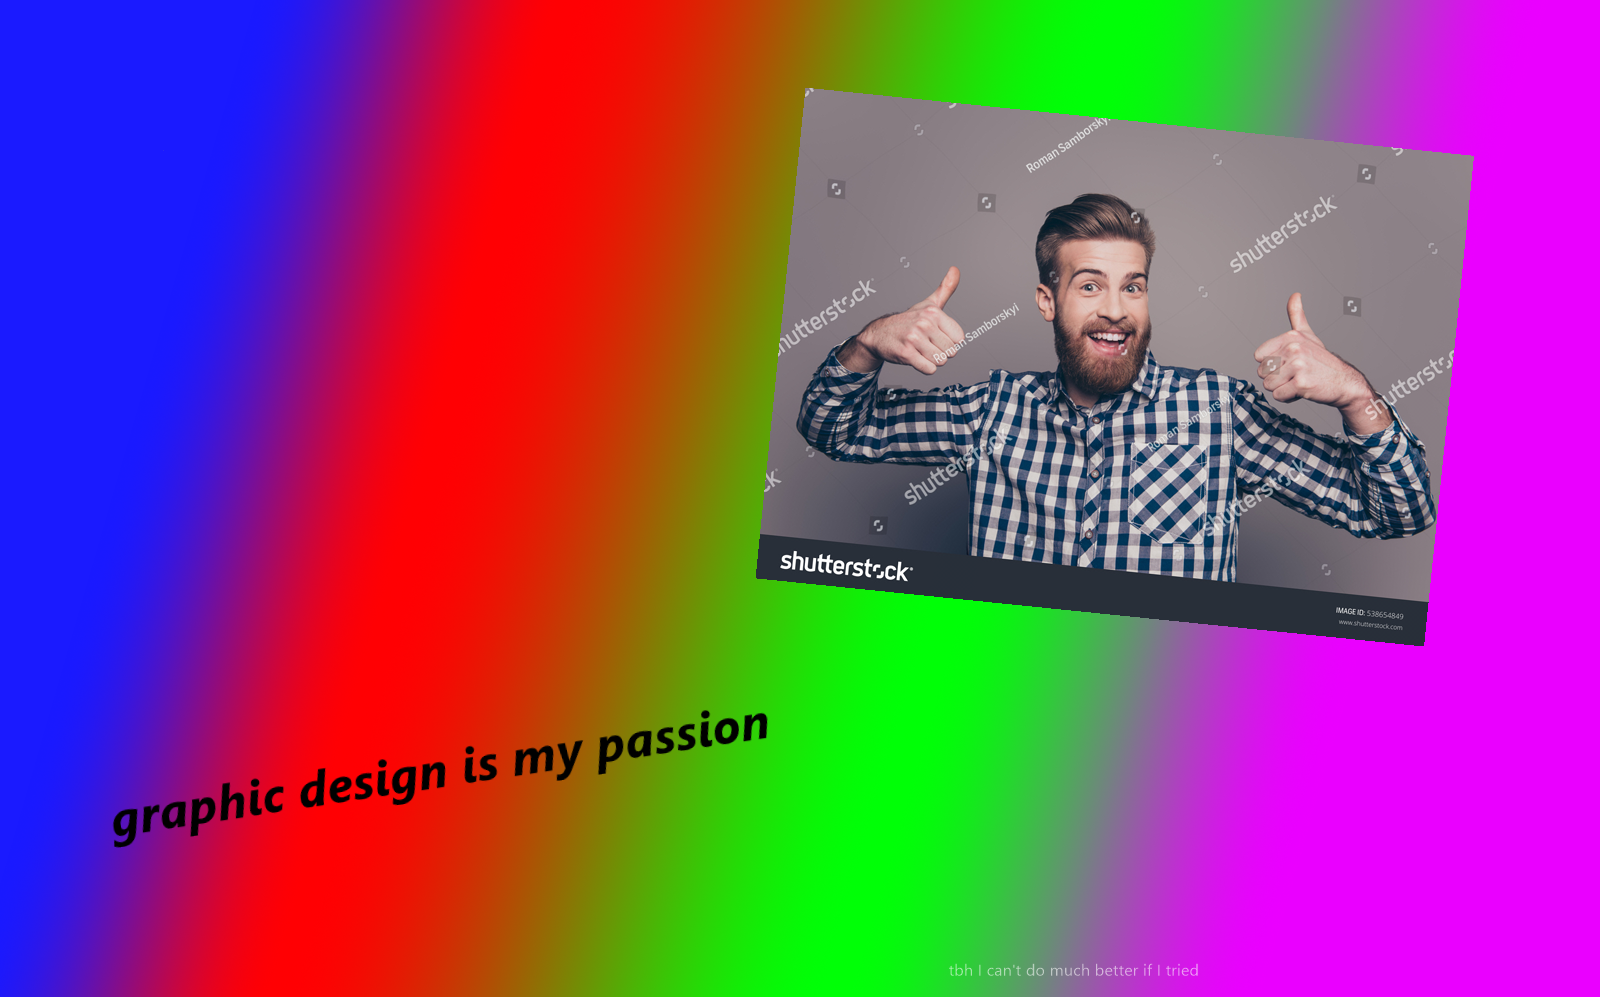 Roman Samborskyi
shutterstock
shutterstock
Roman Samborskyi
shutterstock
Roman Samborskyi
shutterstock
shutterstock
ck
shutterstock
IMAGE ID: 538654849
www.shutterstock.com
graphic design is my passion
tbh I can't do much better if I tried